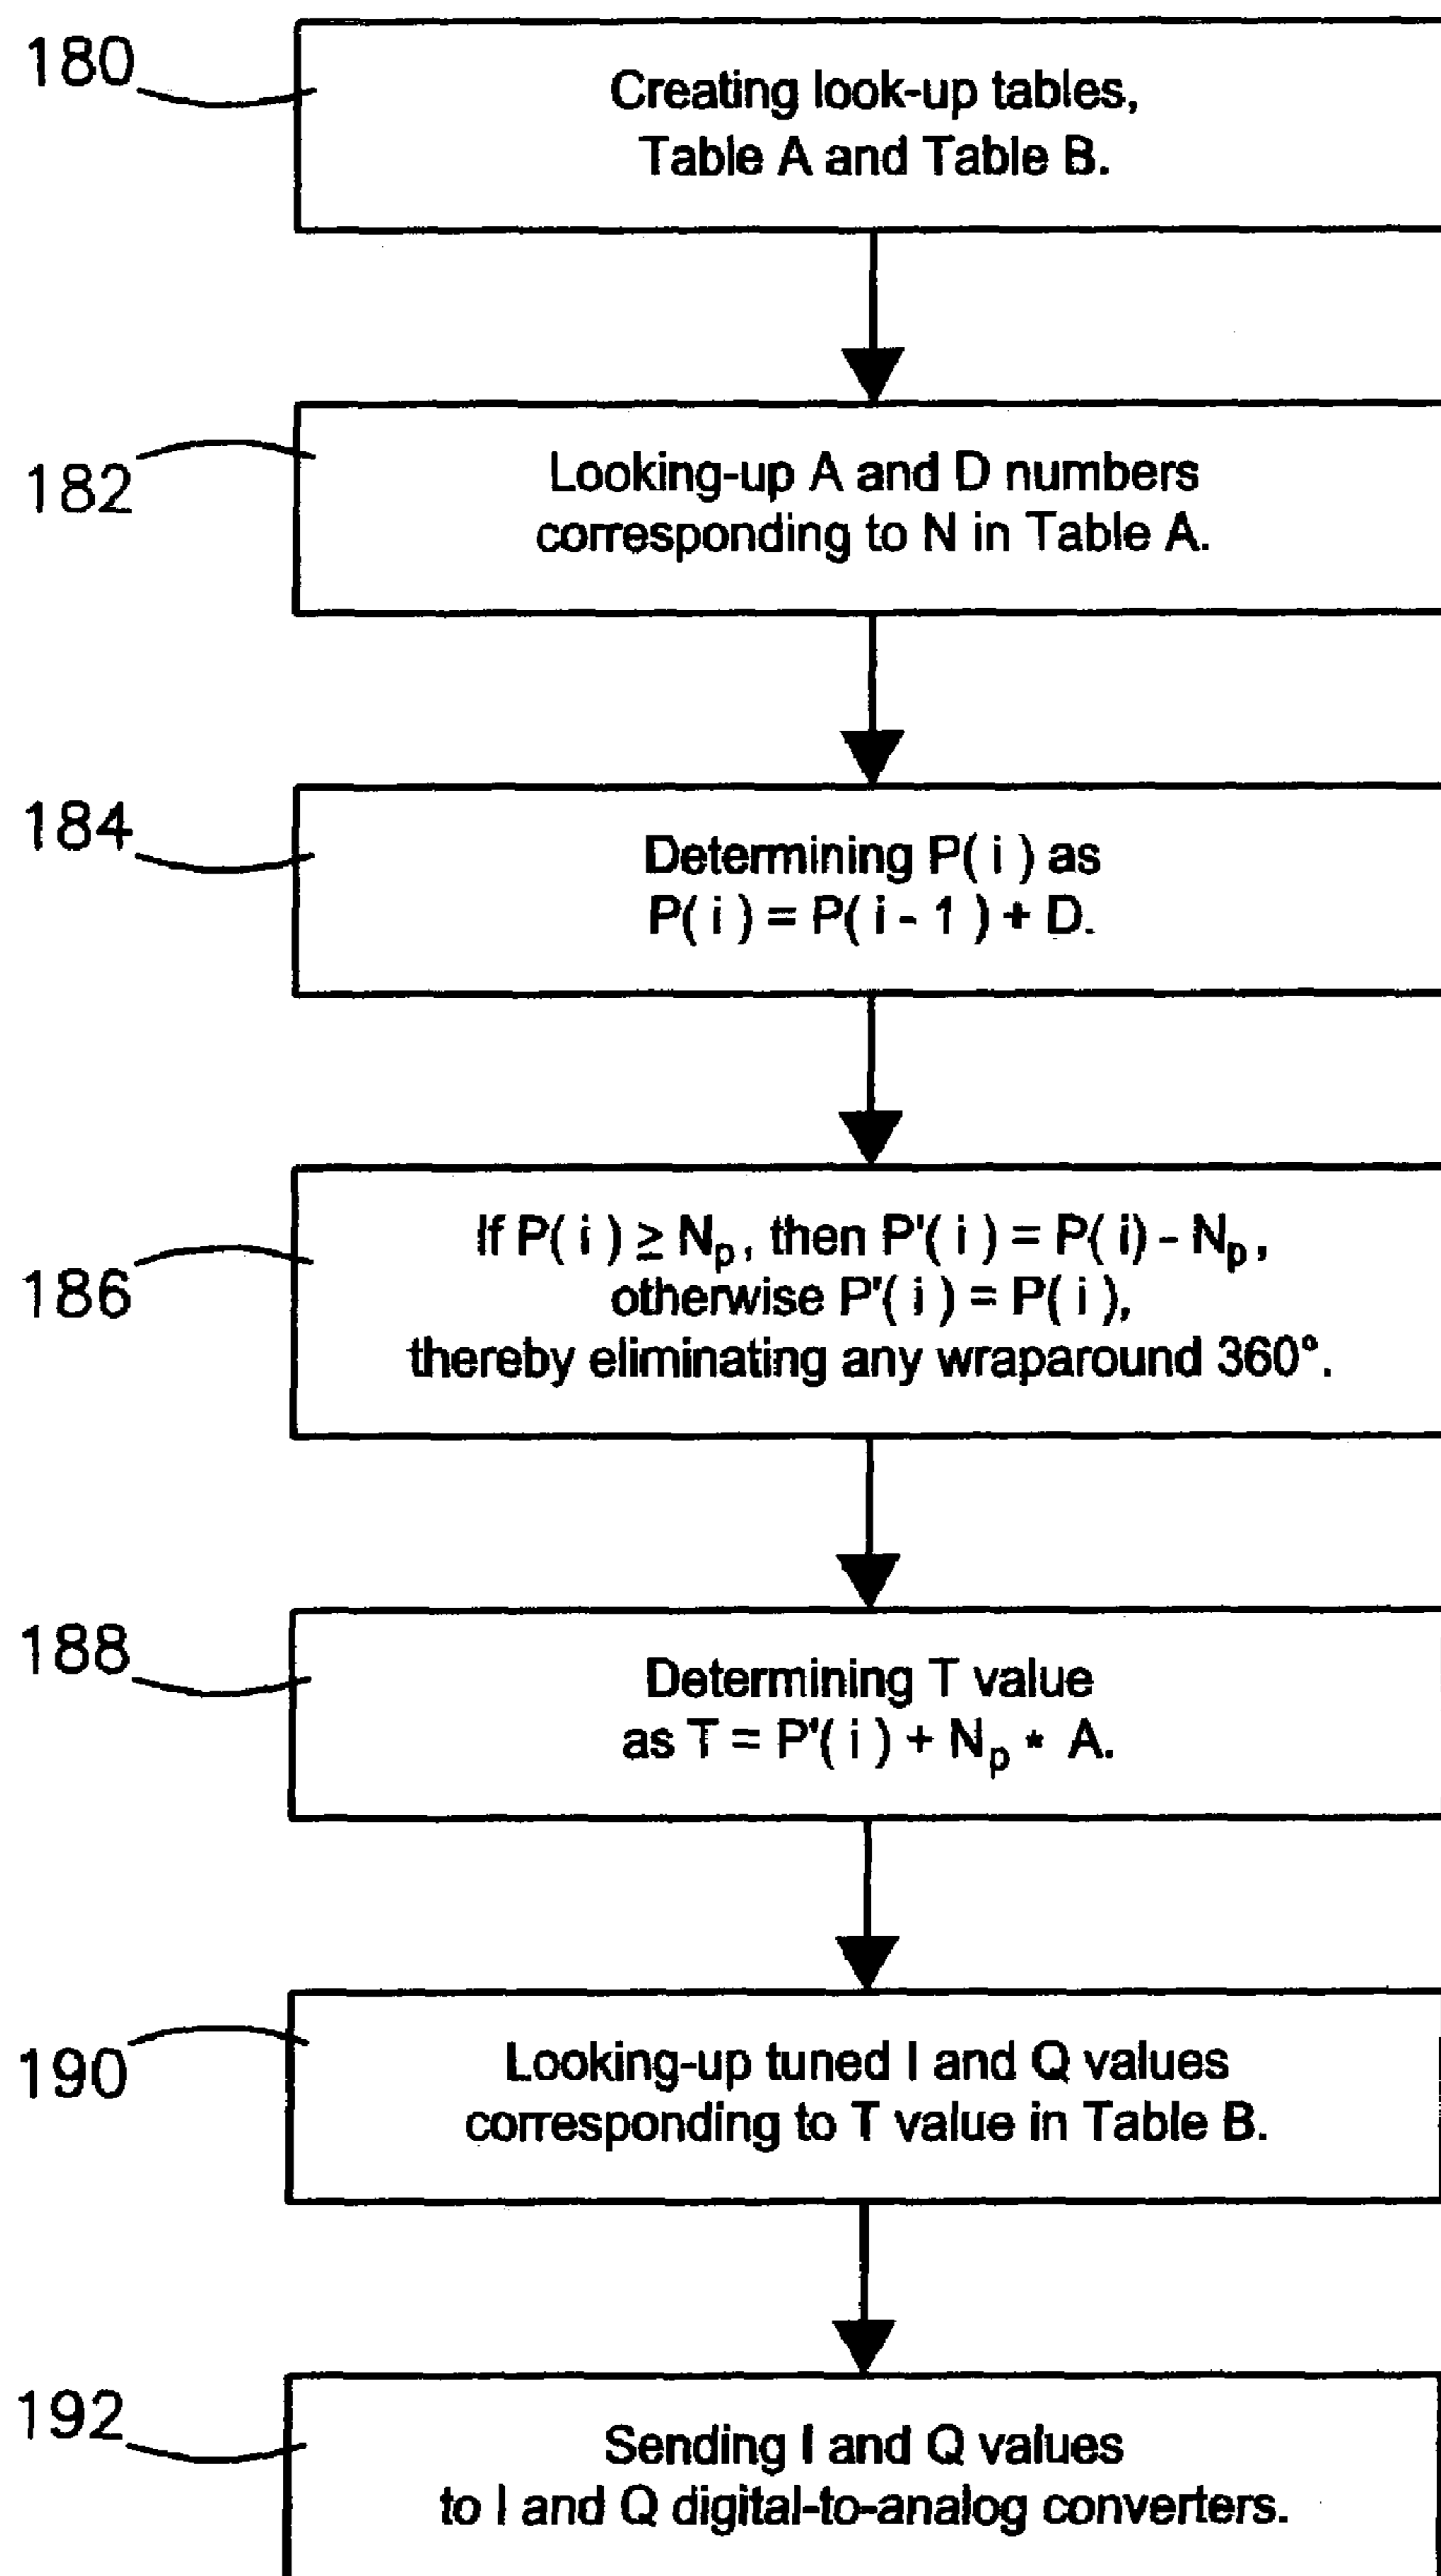 180
Creating look-up tables,
Table A and Table B.
182
Looking-up A and D numbers
corresponding to N in Table A.
184
Determining P( i ) as
P( i ) = P( i - 1 ) + D.
186
If P( i ) ≥ Nₚ, then P'( i ) = P( i) - Nₚ,
otherwise P'( i ) = P( i ),
thereby eliminating any wraparound 360°.
188
Determining T value
as T = P'( i ) + Nₚ * A.
190
Looking-up tuned I and Q values
corresponding to T value in Table B.
192
Sending I and Q values
to I and Q digital-to-analog converters.